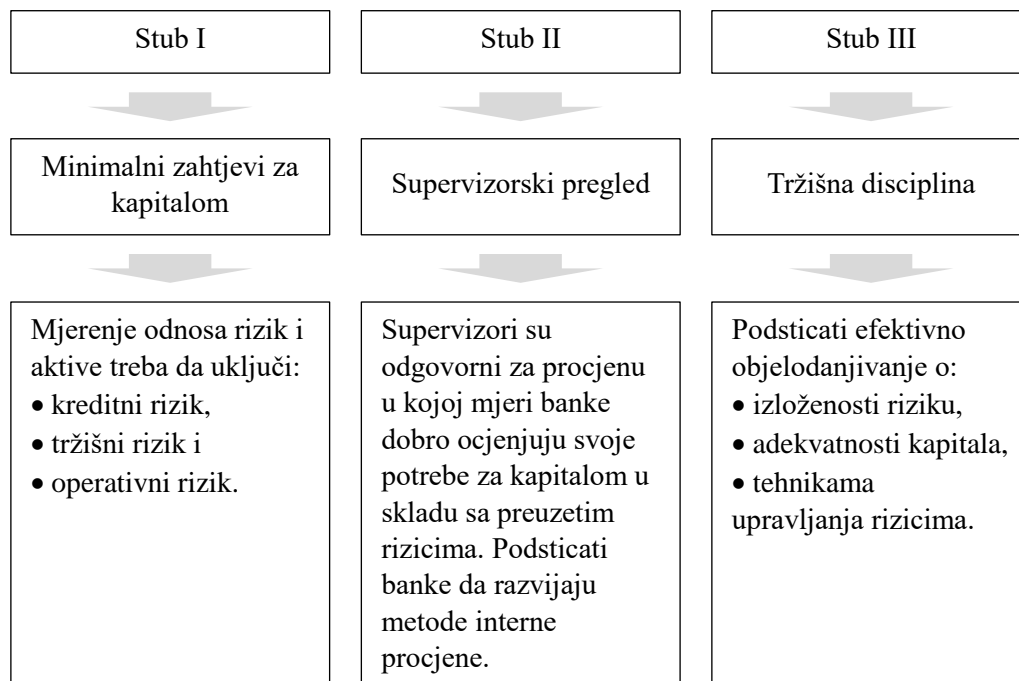 Stub I
Stub II
Stub III
Minimalni zahtjevi za
kapitalom
Supervizorski pregled
Tržišna disciplina
Mjerenje odnosa rizik i
aktive treba da uključi:
• kreditni rizik,
• tržišni rizik i
• operativni rizik.
Supervizori su
odgovorni za procjenu
u kojoj mjeri banke
dobro ocjenjuju svoje
potrebe za kapitalom u
skladu sa preuzetim
rizicima. Podsticati
banke da razvijaju
metode interne
procjene.
Podsticati efektivno
objelodanjivanje o:
• izloženosti riziku,
• adekvatnosti kapitala,
• tehnikama
upravljanja rizicima.